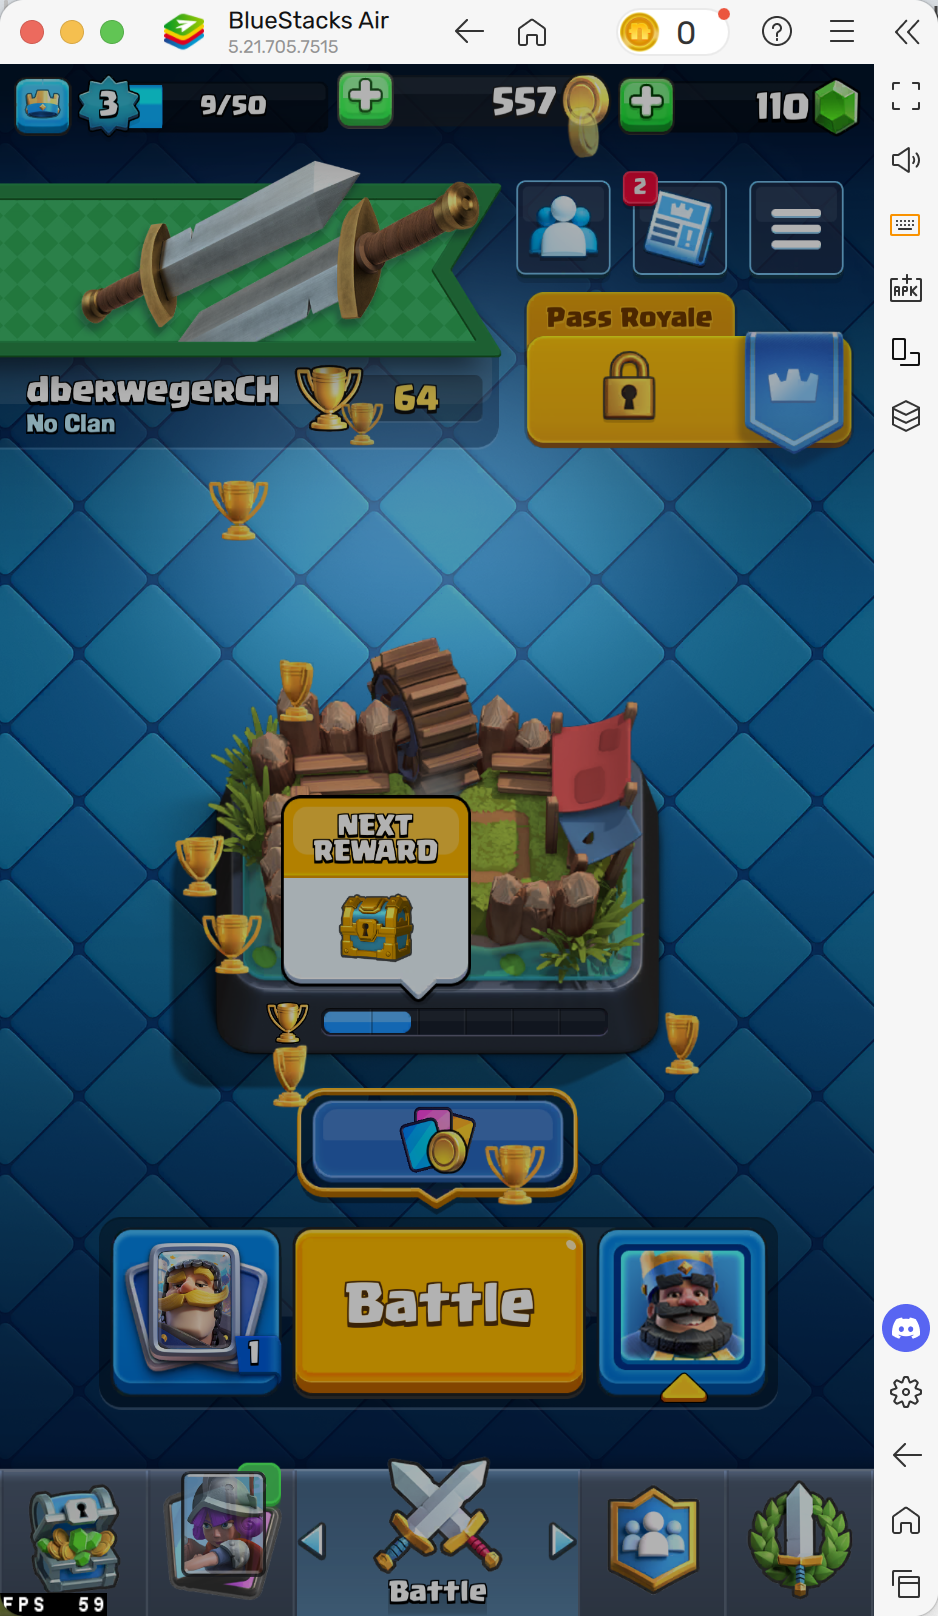 BlueStacks Air
5.21.705.7515
0
3
9/50
557
110
2
Pass Royale
dberwegerCH
64
No Clan
APK
NEXT
REWARD
1
Battle
Battle
FPS 59